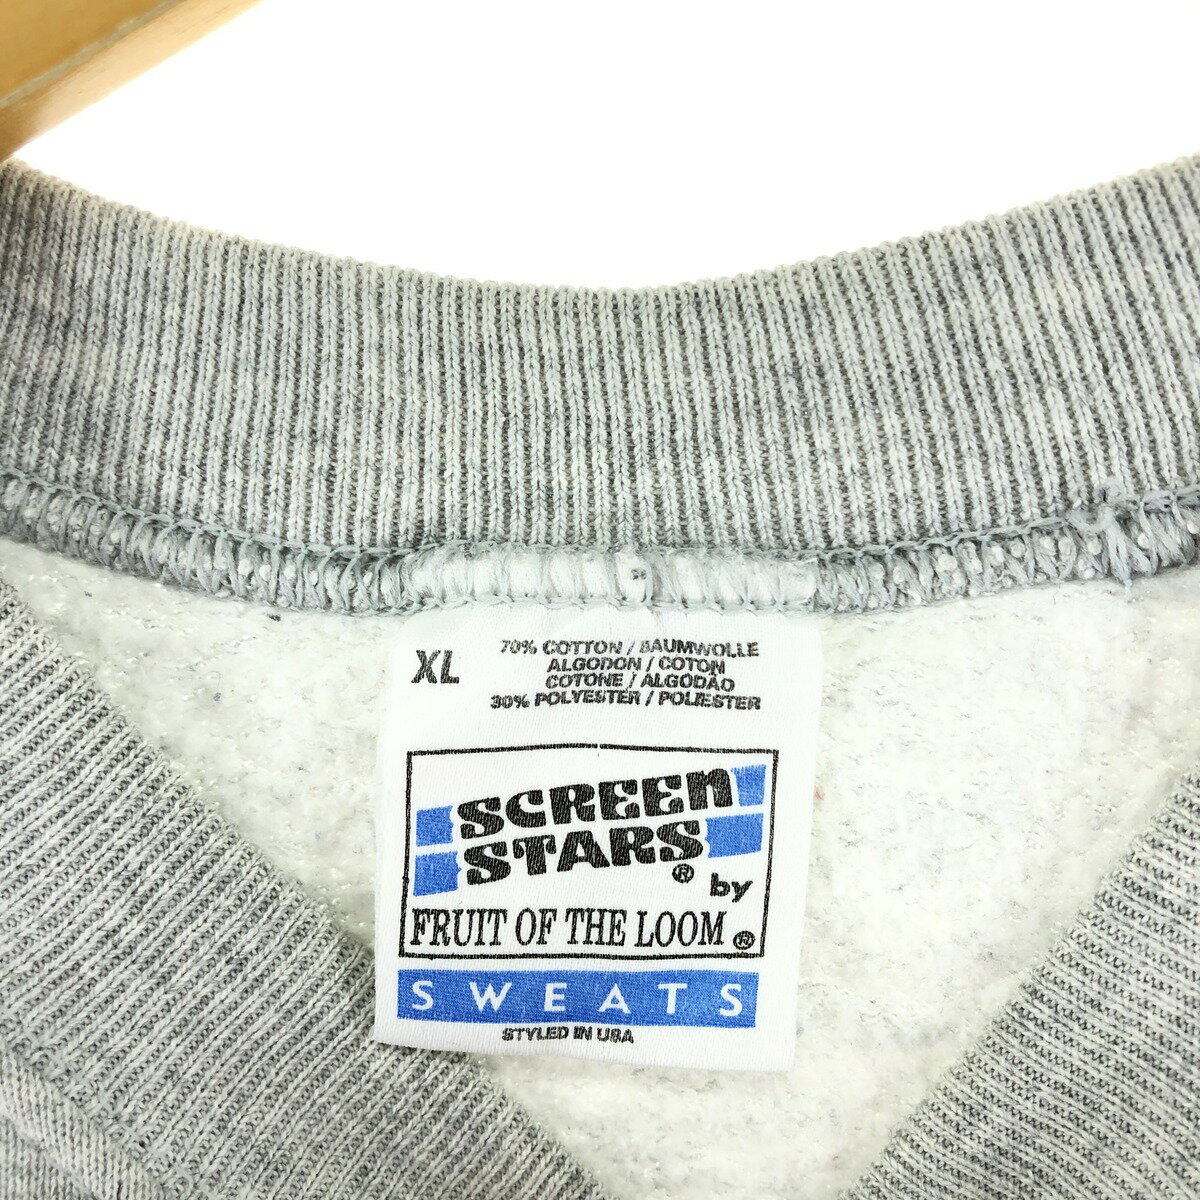 XL
70% COTTON / BAUMWOLLE
ALGODON / COTON
COTONE / ALGODÃO
30% POLYESTER / POLIESTER
SCREEN
STARS ® by
FRUIT OF THE LOOM ®
SWEATS
STYLED IN USA